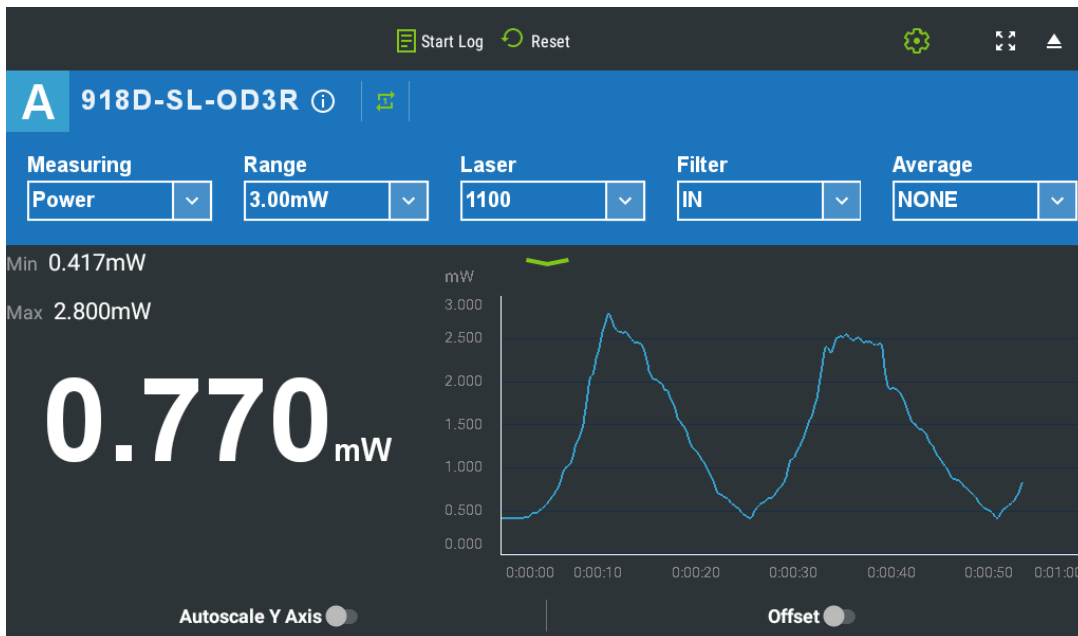 Start Log Reset
A 918D-SL-OD3R
Measuring Range Laser Filter Average
Power 3.00mW 1100 IN NONE
Min 0.417mW
Max 2.800mW
0.770 mW
mW
3.000
2.500
2.000
1.500
1.000
0.500
0.000
0:00:00 0:00:10 0:00:20 0:00:30 0:00:40 0:00:50 0:01:00
Autoscale Y Axis Offset